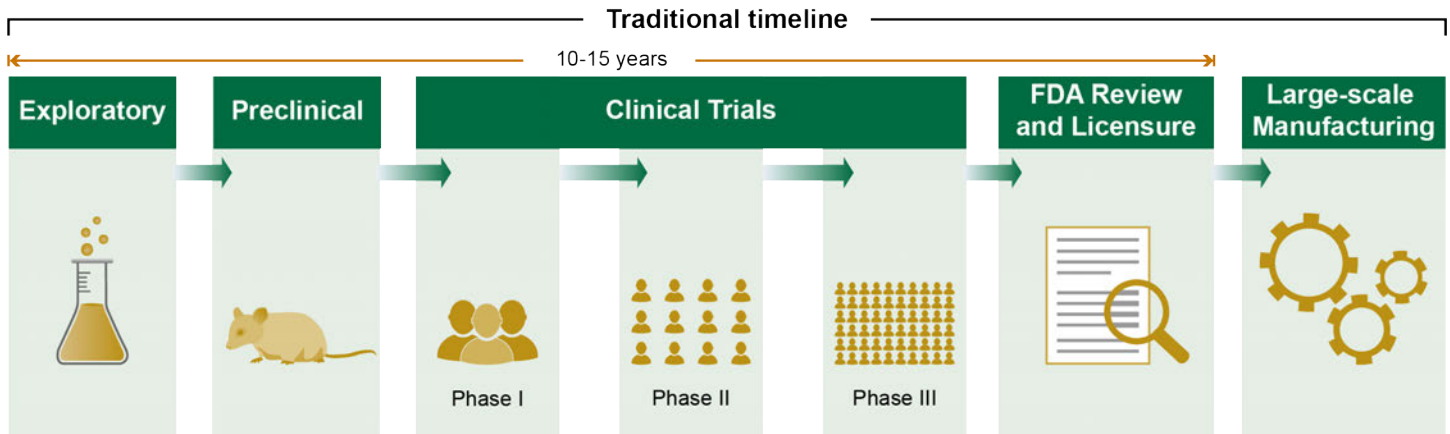 Traditional timeline
10-15 years
Exploratory
Preclinical
Clinical Trials
FDA Review
and Licensure
Large-scale
Manufacturing
Phase I
Phase II
Phase III